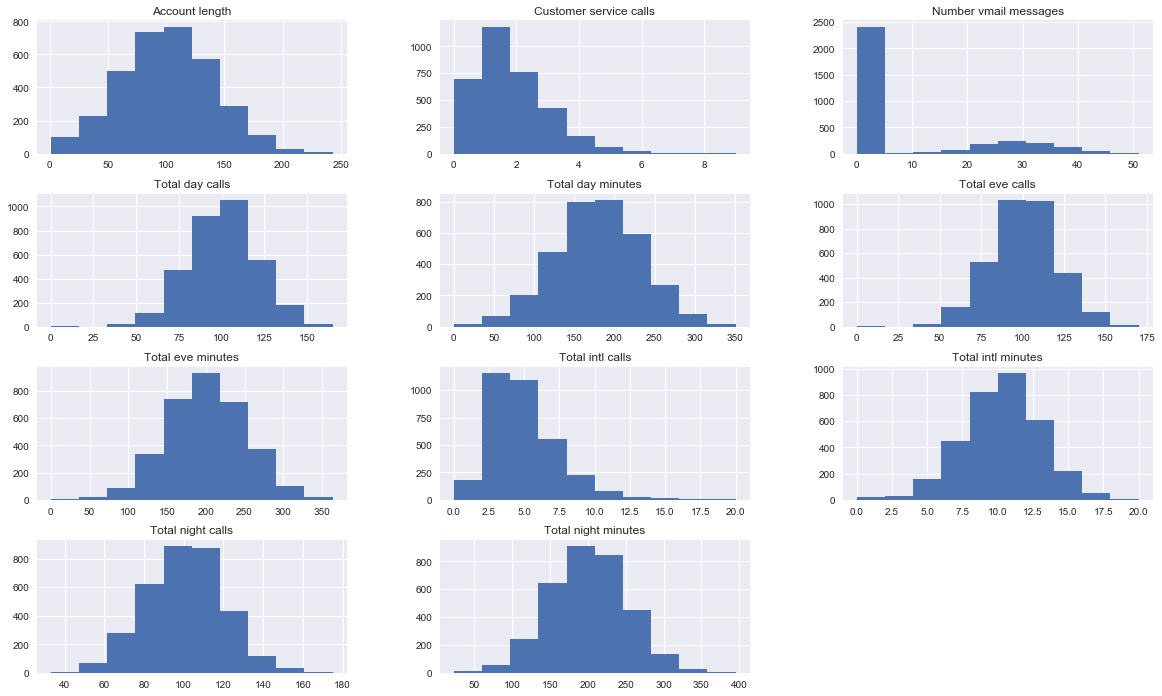 Account length
Customer service calls
Number vmail messages
800
600
400
200
0
0 50 100 150 200 250
1000
750
500
250
0
0 2 4 6 8
2500
2000
1500
1000
500
0
0 10 20 30 40 50
Total day calls
Total day minutes
Total eve calls
1000
800
600
400
200
0
0 25 50 75 100 125 150
800
600
400
200
0
0 50 100 150 200 250 300 350
1000
800
600
400
200
0
0 25 50 75 100 125 150 175
Total eve minutes
Total intl calls
Total intl minutes
800
600
400
200
0
0 50 100 150 200 250 300 350
1000
750
500
250
0
0.0 2.5 5.0 7.5 10.0 12.5 15.0 17.5 20.0
1000
800
600
400
200
0
0.0 2.5 5.0 7.5 10.0 12.5 15.0 17.5 20.0
Total night calls
Total night minutes
800
600
400
200
0
40 60 80 100 120 140 160 180
800
600
400
200
0
50 100 150 200 250 300 350 400